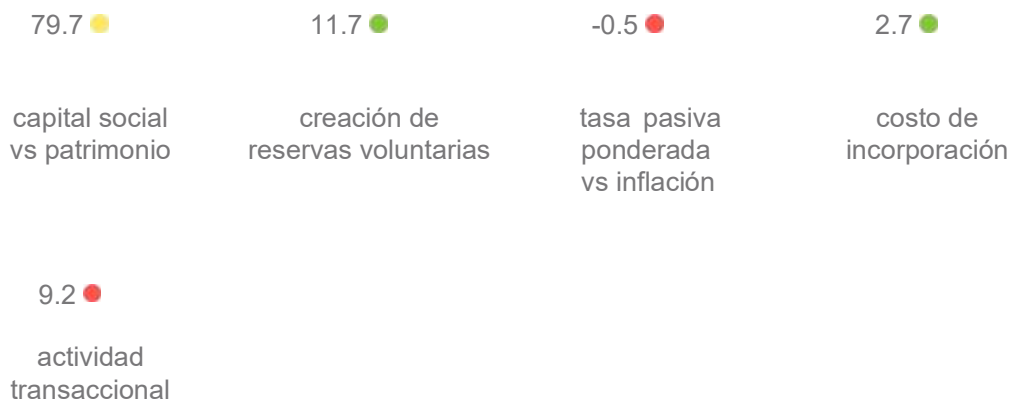 79.7
11.7
-0.5
2.7
capital social
vs patrimonio
creación de
reservas voluntarias
tasa pasiva
ponderada
vs inflación
costo de
incorporación
9.2
actividad
transaccional